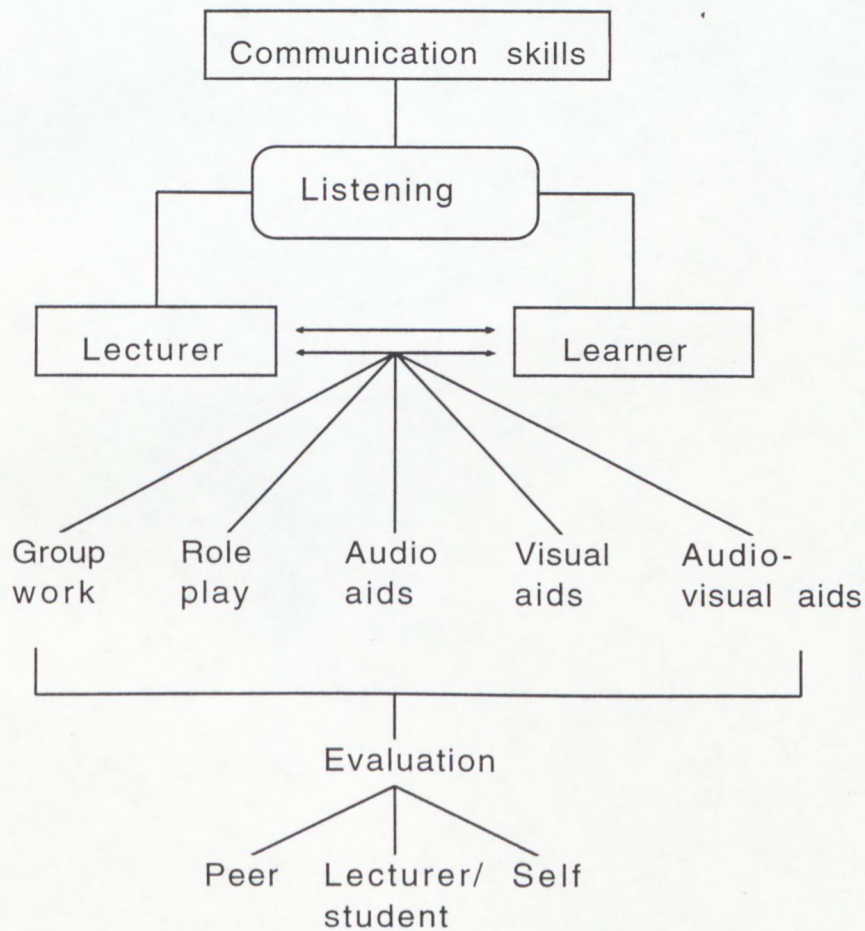 Communication skills
Listening
Lecturer
Learner
Group
work
Role
play
Audio
aids
Visual
aids
Audio-
visual aids
Evaluation
Peer
Lecturer/
student
Self